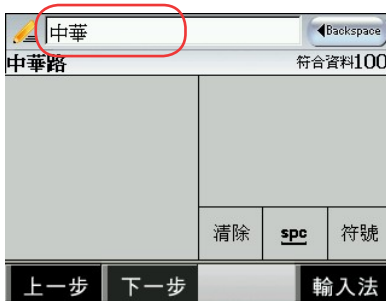 中華 Backspace
中華路 符合資料100
清除 spc 符號
上一步 下一步 輸入法